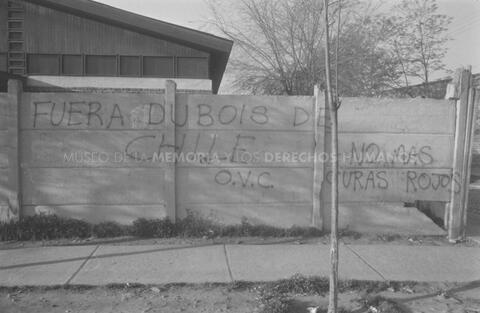 FUERA DUBOIS DE
CHILE
O.V.C.
NO MAS
CURAS ROJOS
MUSEO DE LA MEMORIA Y LOS DERECHOS HUMANOS